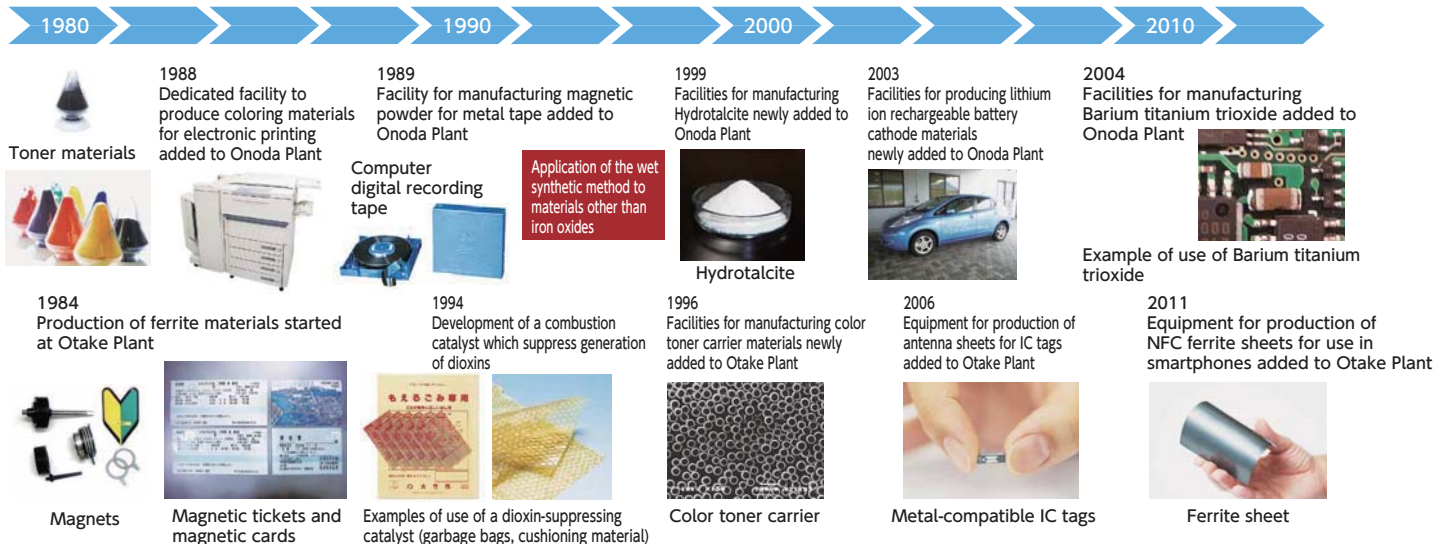 1980
1990
2000
2010
Toner materials
1988
Dedicated facility to
produce coloring materials
for electronic printing
added to Onoda Plant
1989
Facility for manufacturing magnetic
powder for metal tape added to
Onoda Plant
Computer
digital recording
tape
Application of the wet
synthetic method to
materials other than
iron oxides
1999
Facilities for manufacturing
Hydrotalcite newly added to
Onoda Plant
Hydrotalcite
2003
Facilities for producing lithium
ion rechargeable battery
cathode materials
newly added to Onoda Plant
2004
Facilities for manufacturing
Barium titanium trioxide added to
Onoda Plant
Example of use of Barium titanium
trioxide
1984
Production of ferrite materials started
at Otake Plant
Magnets
Magnetic tickets and
magnetic cards
1994
Development of a combustion
catalyst which suppress generation
of dioxins
もえるごみ専用
Examples of use of a dioxin-suppressing
catalyst (garbage bags, cushioning material)
1996
Facilities for manufacturing color
toner carrier materials newly
added to Otake Plant
Color toner carrier
2006
Equipment for production of
antenna sheets for IC tags
added to Otake Plant
Metal-compatible IC tags
2011
Equipment for production of
NFC ferrite sheets for use in
smartphones added to Otake Plant
Ferrite sheet